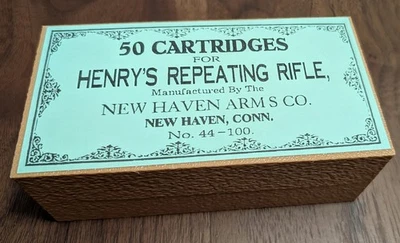 50 CARTRIDGES
FOR
HENRY'S REPEATING RIFLE,
Manufactured By The
NEW HAVEN ARMS CO.
NEW HAVEN, CONN.
No. 44-100.